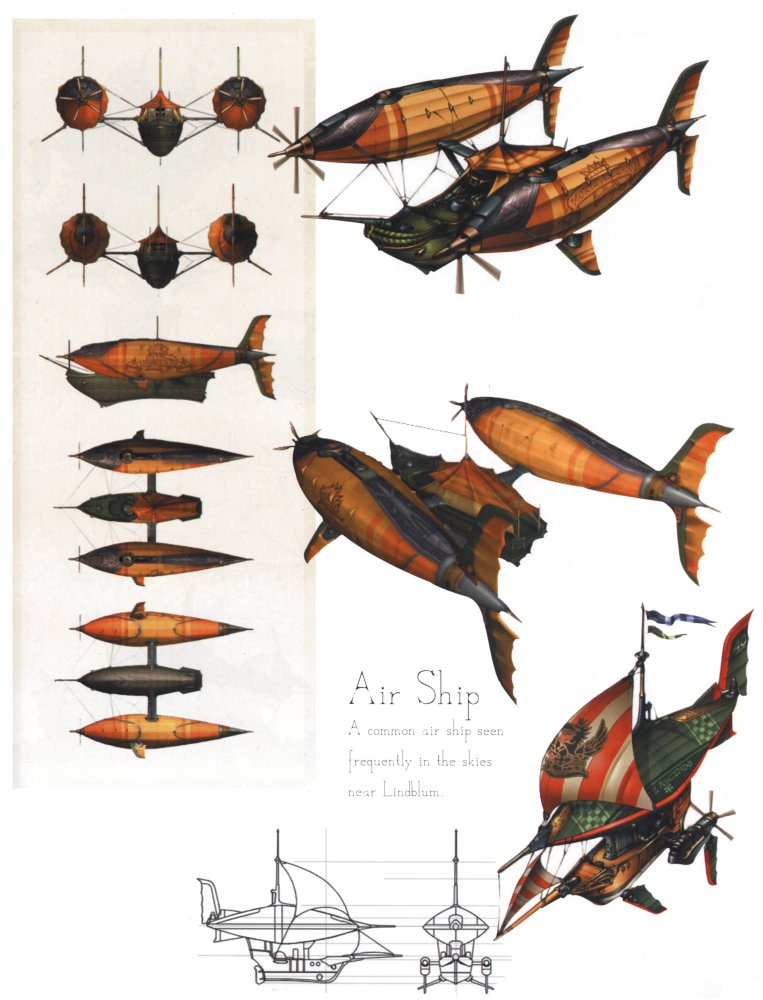 Air Ship
A common air ship seen
frequently in the skies
near Lindblum.